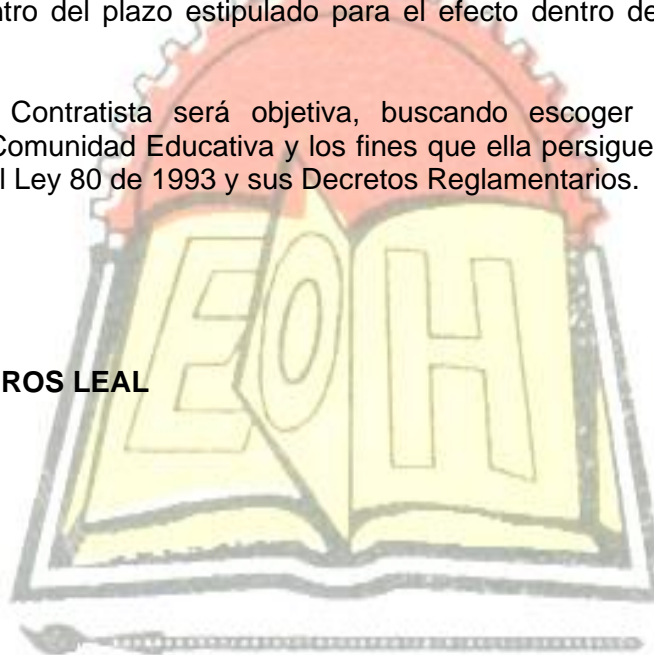 ntro del plazo estipulado para el efecto dentro de
Contratista será objetiva, buscando escoger
Comunidad Educativa y los fines que ella persigue
l Ley 80 de 1993 y sus Decretos Reglamentarios.
EOH
ROS LEAL